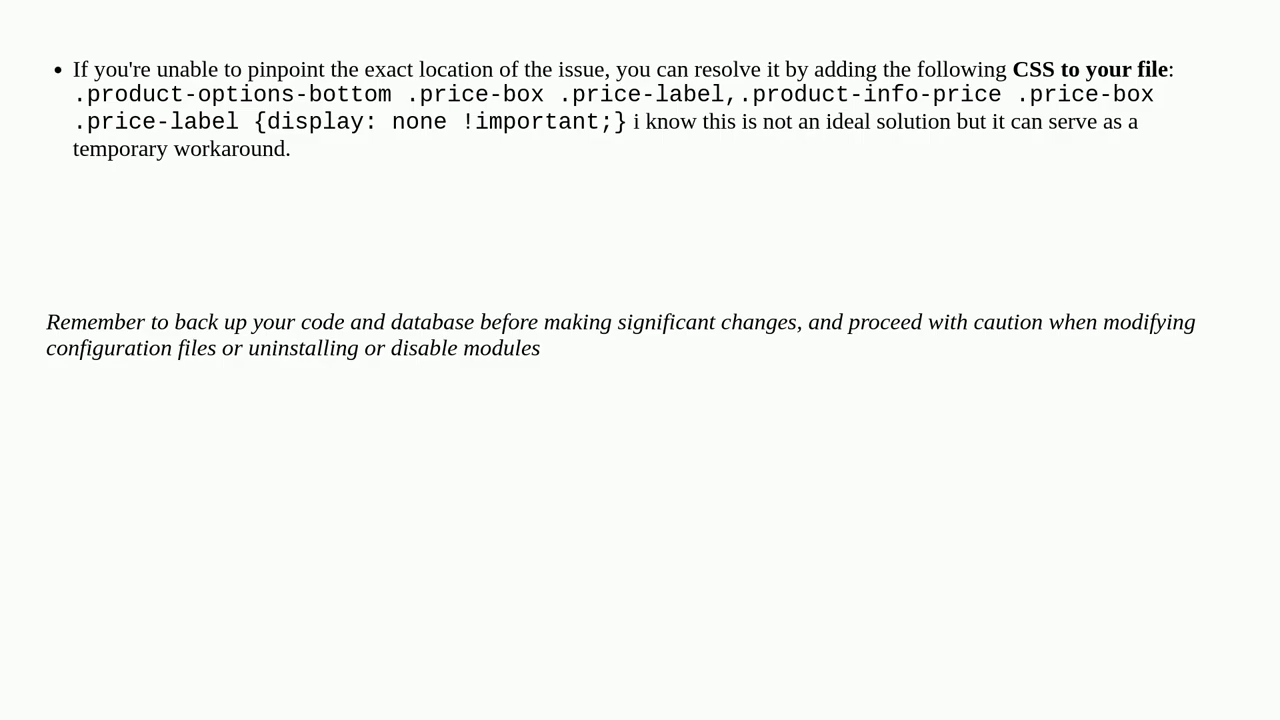 • If you're unable to pinpoint the exact location of the issue, you can resolve it by adding the following CSS to your file:
.product-options-bottom .price-box .price-label,.product-info-price .price-box
.price-label {display: none !important;} i know this is not an ideal solution but it can serve as a
temporary workaround.
Remember to back up your code and database before making significant changes, and proceed with caution when modifying
configuration files or uninstalling or disable modules